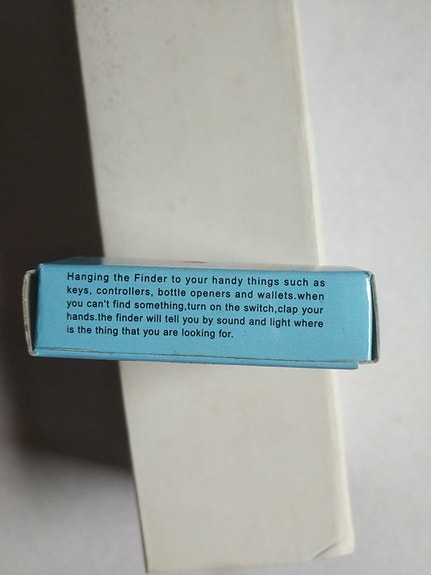 Hanging the Finder to your handy things such as
keys, controllers, bottle openers and wallets.when
you can't find something,turn on the switch,clap your
hands.the finder will tell you by sound and light where
is the thing that you are looking for.